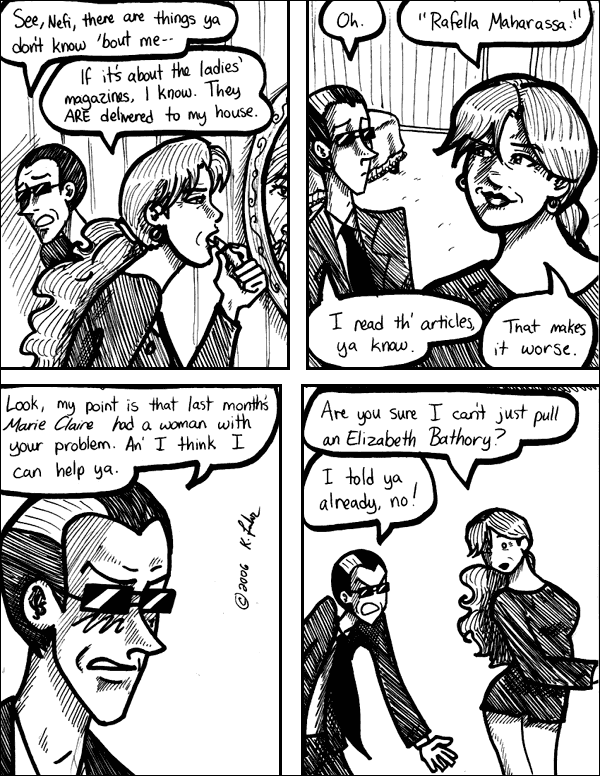 See, Nefi, there are things ya
don't know 'bout me--
If it's about the ladies'
magazines, I know. They
ARE delivered to my house.
Oh.
"Rafella Maharassa."
I read th' articles,
ya know.
That makes
it worse.
Look, my point is that last month's
Marie Claire had a woman with
your problem. An' I think I
can help ya.
©2006 K.
Are you sure I can't just pull
an Elizabeth Bathory?
I told ya
already, no!